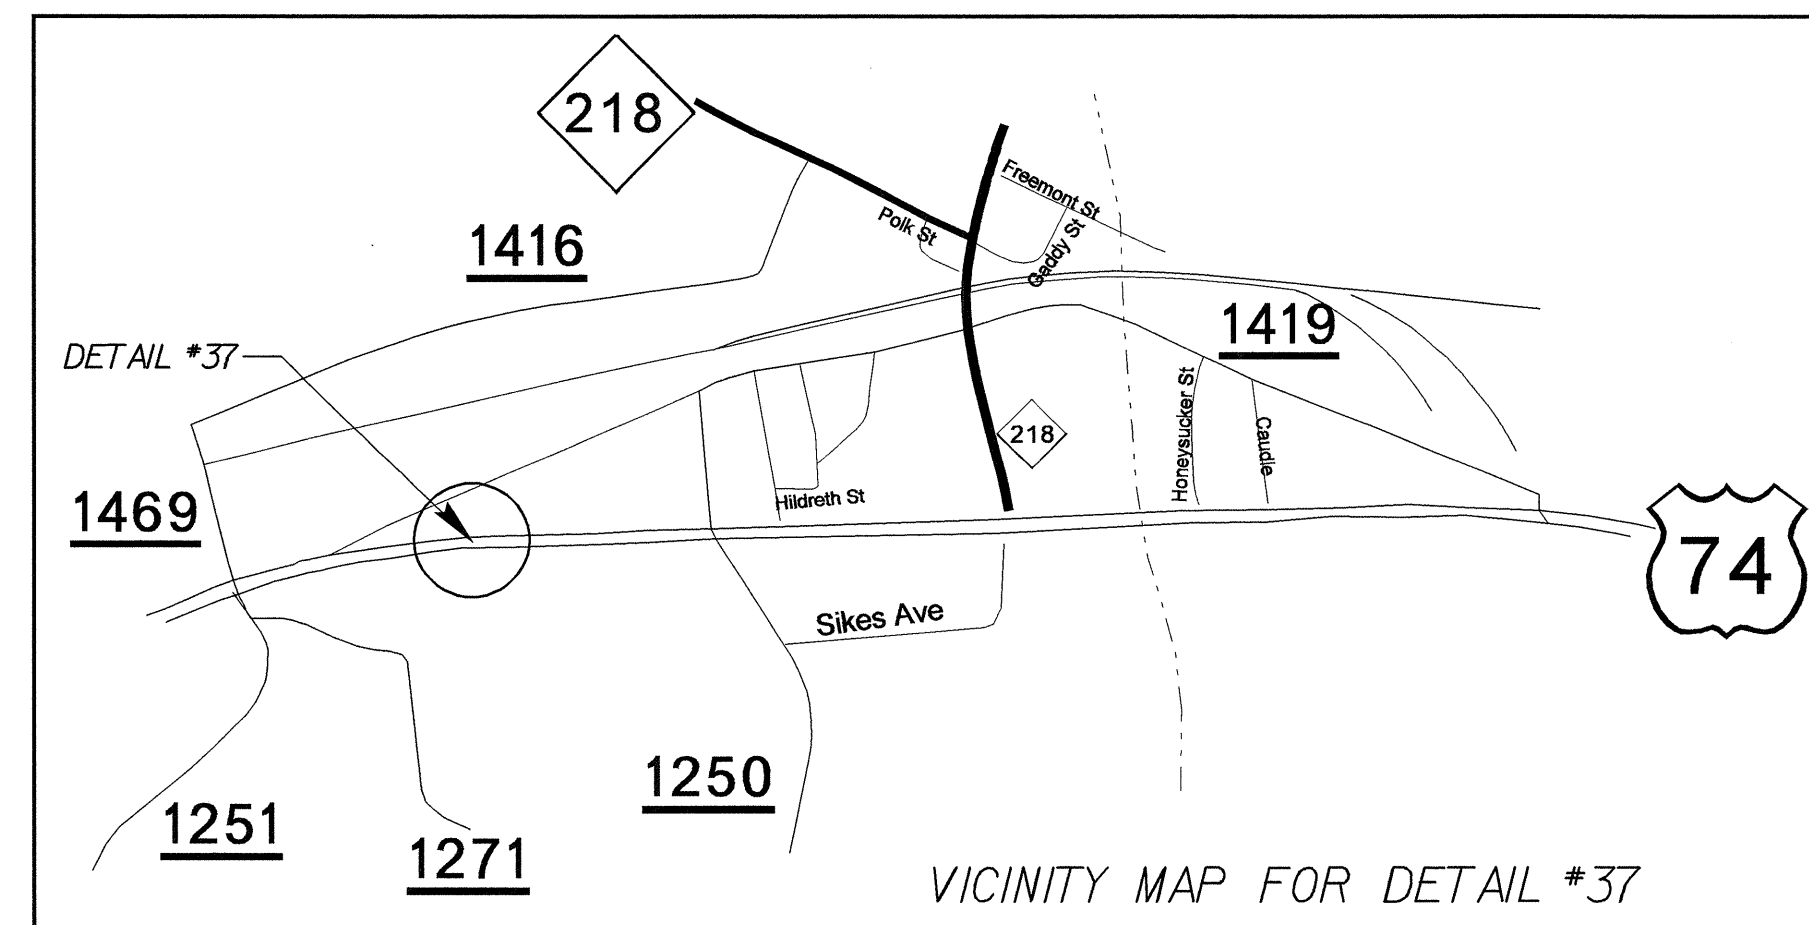 218
Freemont St
Polk St
Gaddy St
1416
1419
DETAIL #37
Honeysucker St
Caudle
218
Hildreth St
1469
74
Sikes Ave
1250
1251
1271
VICINITY MAP FOR DETAIL #37